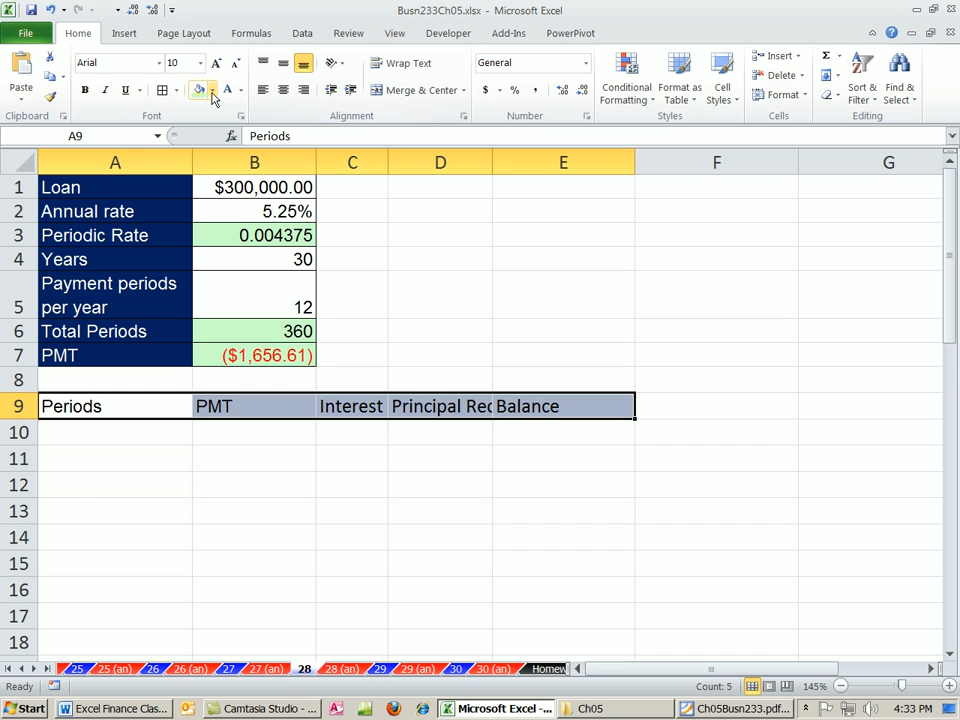 Busn233Ch05.xlsx - Microsoft Excel
File Home Insert Page Layout Formulas Data Review View Developer Add-Ins PowerPivot
Paste Arial 10 Wrap Text General Conditional Formatting Format as Table Cell Styles Insert Delete Format Sort & Filter Find & Select
B I U Merge & Center $ % ,
Clipboard Font Alignment Number Styles Cells Editing
A9 fx Periods
A B C D E F G
1 Loan $300,000.00
2 Annual rate 5.25%
3 Periodic Rate 0.004375
4 Years 30
Payment periods
5 per year 12
6 Total Periods 360
7 PMT ($1,656.61)
8
9 Periods PMT Interest Principal Rec Balance
10
11
12
13
14
15
16
17
18
25 25 (an) 26 26 (an) 27 27 (an) 28 28 (an) 29 29 (an) 30 30 (an) Homew
Ready Count: 5 145%
Start Excel Finance Clas... Camtasia Studio - ... Microsoft Excel -... Ch05 Ch05Busn233.pdf... 4:33 PM